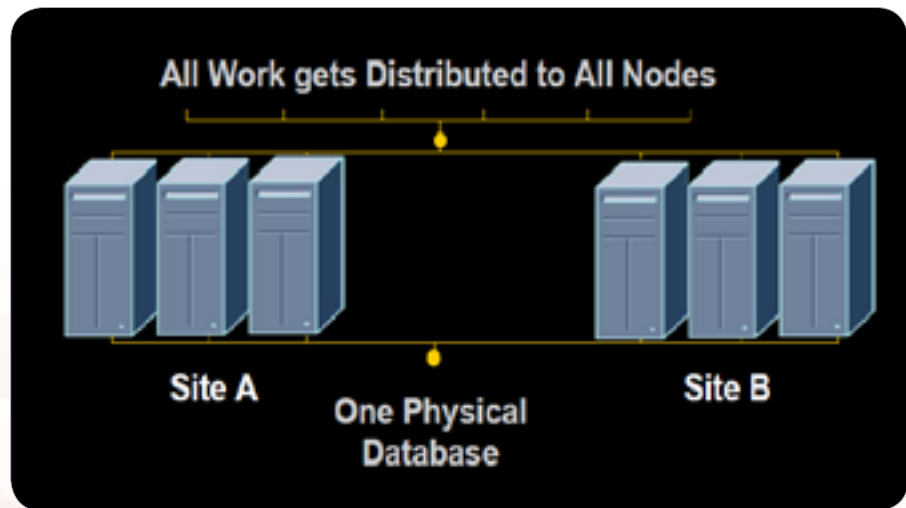 All Work gets Distributed to All Nodes
Site A
Site B
One Physical
Database